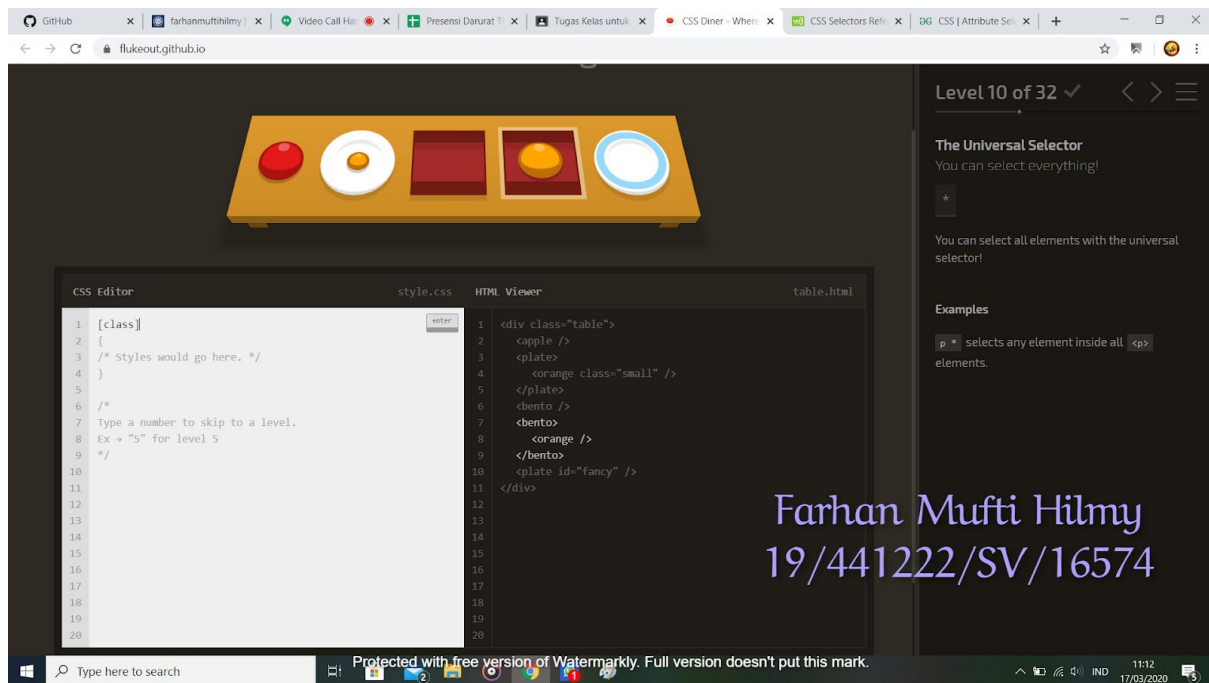 GitHub
farhanmuftihilmy
Video Call Har
Presensi Darurat T
Tugas Kelas untuk
CSS Diner - Where
CSS Selectors Refe
CSS | Attribute Sel
flukeout.github.io
Level 10 of 32
The Universal Selector
You can select everything!
*
You can select all elements with the universal
selector!
Examples
p * selects any element inside all <p>
elements.
CSS Editor style.css
1 [class] enter
2 {
3 /* Styles would go here. */
4 }
5
6 /*
7 Type a number to skip to a level.
8 Ex → "5" for level 5
9 */
10
11
12
13
14
15
16
17
18
19
20
HTML Viewer table.html
1 <div class="table">
2 <apple />
3 <plate>
4 <orange class="small" />
5 </plate>
6 <bento />
7 <bento>
8 <orange />
9 </bento>
10 <plate id="fancy" />
11 </div>
12
13
14
15
16
17
18
19
20
Farhan Mufti Hilmy
19/441222/SV/16574
Protected with free version of Watermarkly. Full version doesn't put this mark.
Type here to search
IND
11:12
17/03/2020